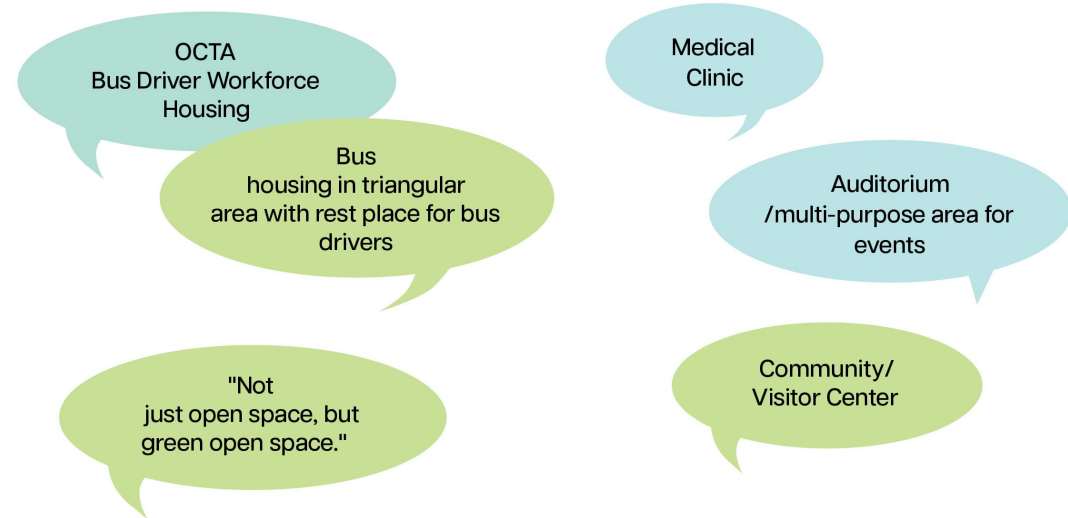 OCTA
Bus Driver Workforce
Housing
Bus
housing in triangular
area with rest place for bus
drivers
"Not
just open space, but
green open space."
Medical
Clinic
Auditorium
/multi-purpose area for
events
Community/
Visitor Center